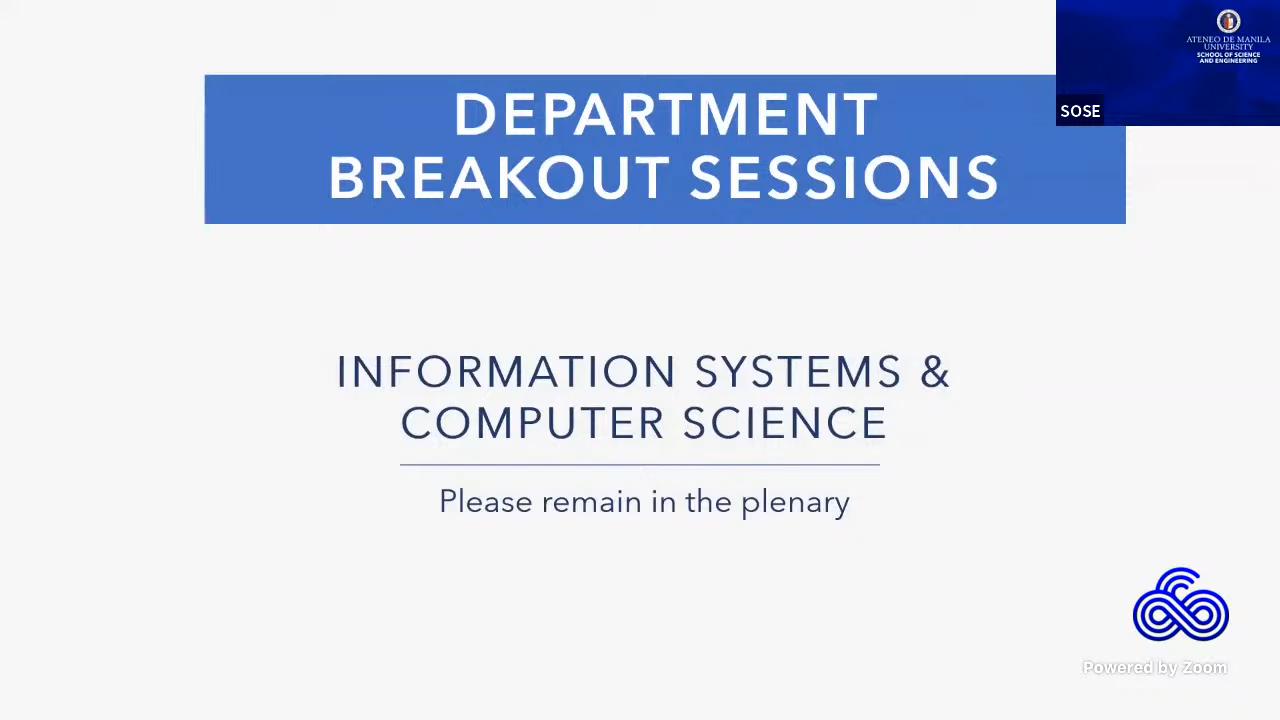 DEPARTMENT
BREAKOUT SESSIONS
ATENEO DE MANILA
UNIVERSITY
SCHOOL OF SCIENCE
AND ENGINEERING
SOSE
INFORMATION SYSTEMS &
COMPUTER SCIENCE
Please remain in the plenary
Powered by Zoom